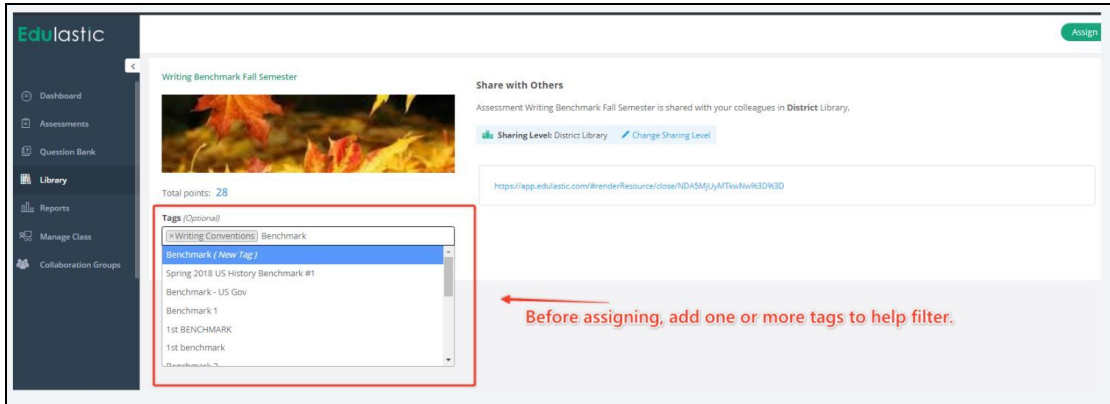 Edulastic
Assign
<
Dashboard
Assessments
Question Bank
Library
Reports
Manage Class
Collaboration Groups
Writing Benchmark Fall Semester
Total points: 28
Tags (Optional)
×Writing Conventions Benchmark
Benchmark ( New Tag )
Spring 2018 US History Benchmark #1
Benchmark - US Gov
Benchmark 1
1st BENCHMARK
1st benchmark
Benchmark 2
Share with Others
Assessment Writing Benchmark Fall Semester is shared with your colleagues in District Library.
Sharing Level: District Library Change Sharing Level
https://app.edulastic.com/#renderResource/close/NDA5MjUyMTkwNw%3D%3D
Before assigning, add one or more tags to help filter.